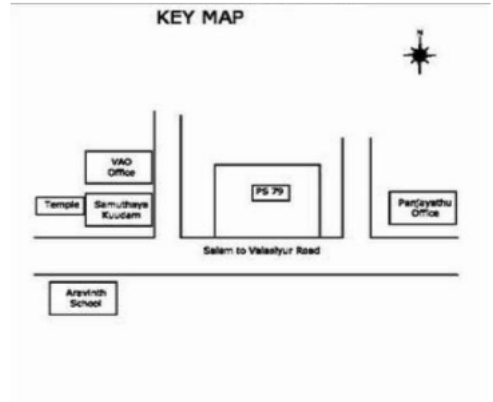 KEY MAP
N
VAO
Office
PS 79
Temple
Samuthaya
Kuudam
Panjayathu
Office
Salem to Valasiyur Road
Aravinth
School